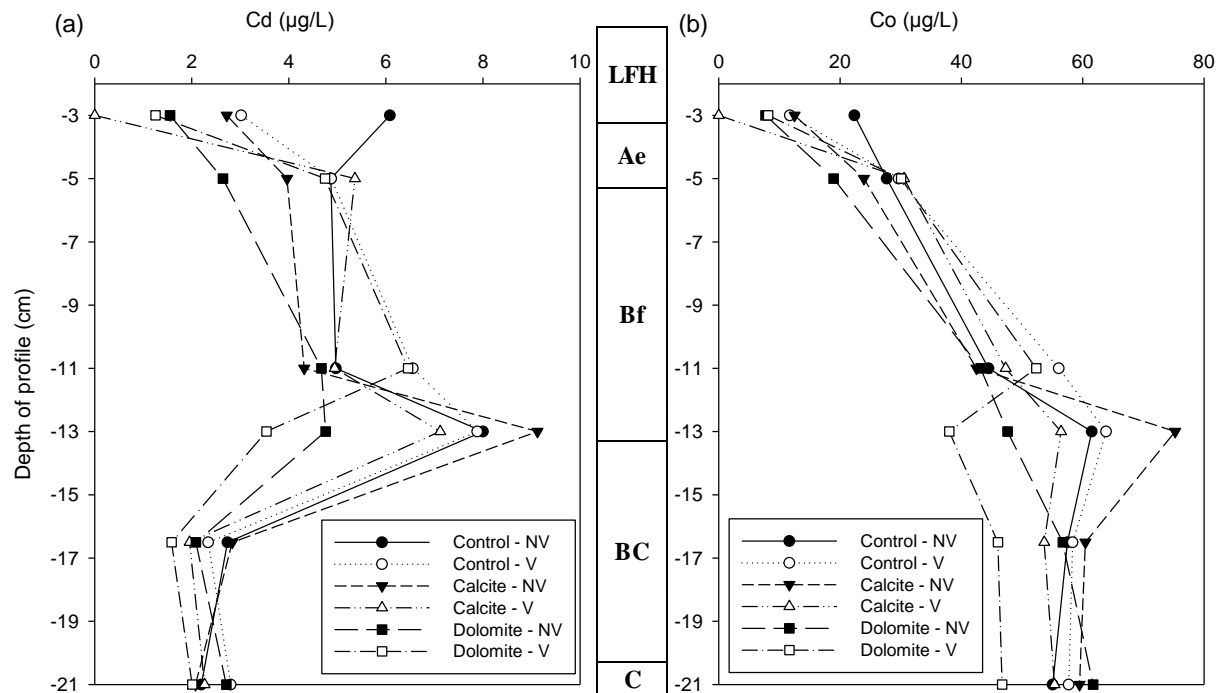 (a)
Cd (µg/L)
0 2 4 6 8 10
Depth of profile (cm)
-3
-5
-7
-9
-11
-13
-15
-17
-19
-21
Control - NV
Control - V
Calcite - NV
Calcite - V
Dolomite - NV
Dolomite - V
LFH
Ae
Bf
BC
C
(b)
Co (µg/L)
0 20 40 60 80
-3
-5
-7
-9
-11
-13
-15
-17
-19
-21
Control - NV
Control - V
Calcite - NV
Calcite - V
Dolomite - NV
Dolomite - V